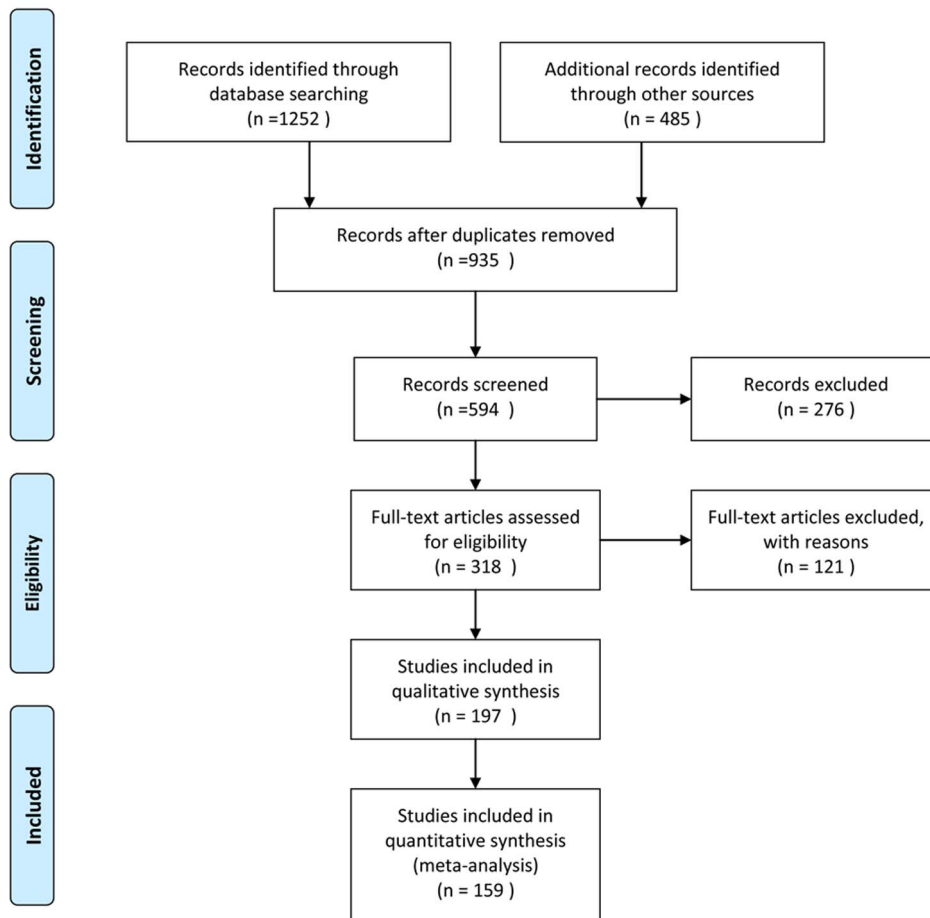 Identification
Records identified through
database searching
(n =1252 )
Additional records identified
through other sources
(n = 485 )
Records after duplicates removed
(n =935 )
Screening
Records screened
(n =594 )
Records excluded
(n = 276 )
Eligibility
Full-text articles assessed
for eligibility
(n = 318 )
Full-text articles excluded,
with reasons
(n = 121 )
Studies included in
qualitative synthesis
(n = 197 )
Included
Studies included in
quantitative synthesis
(meta-analysis)
(n = 159 )